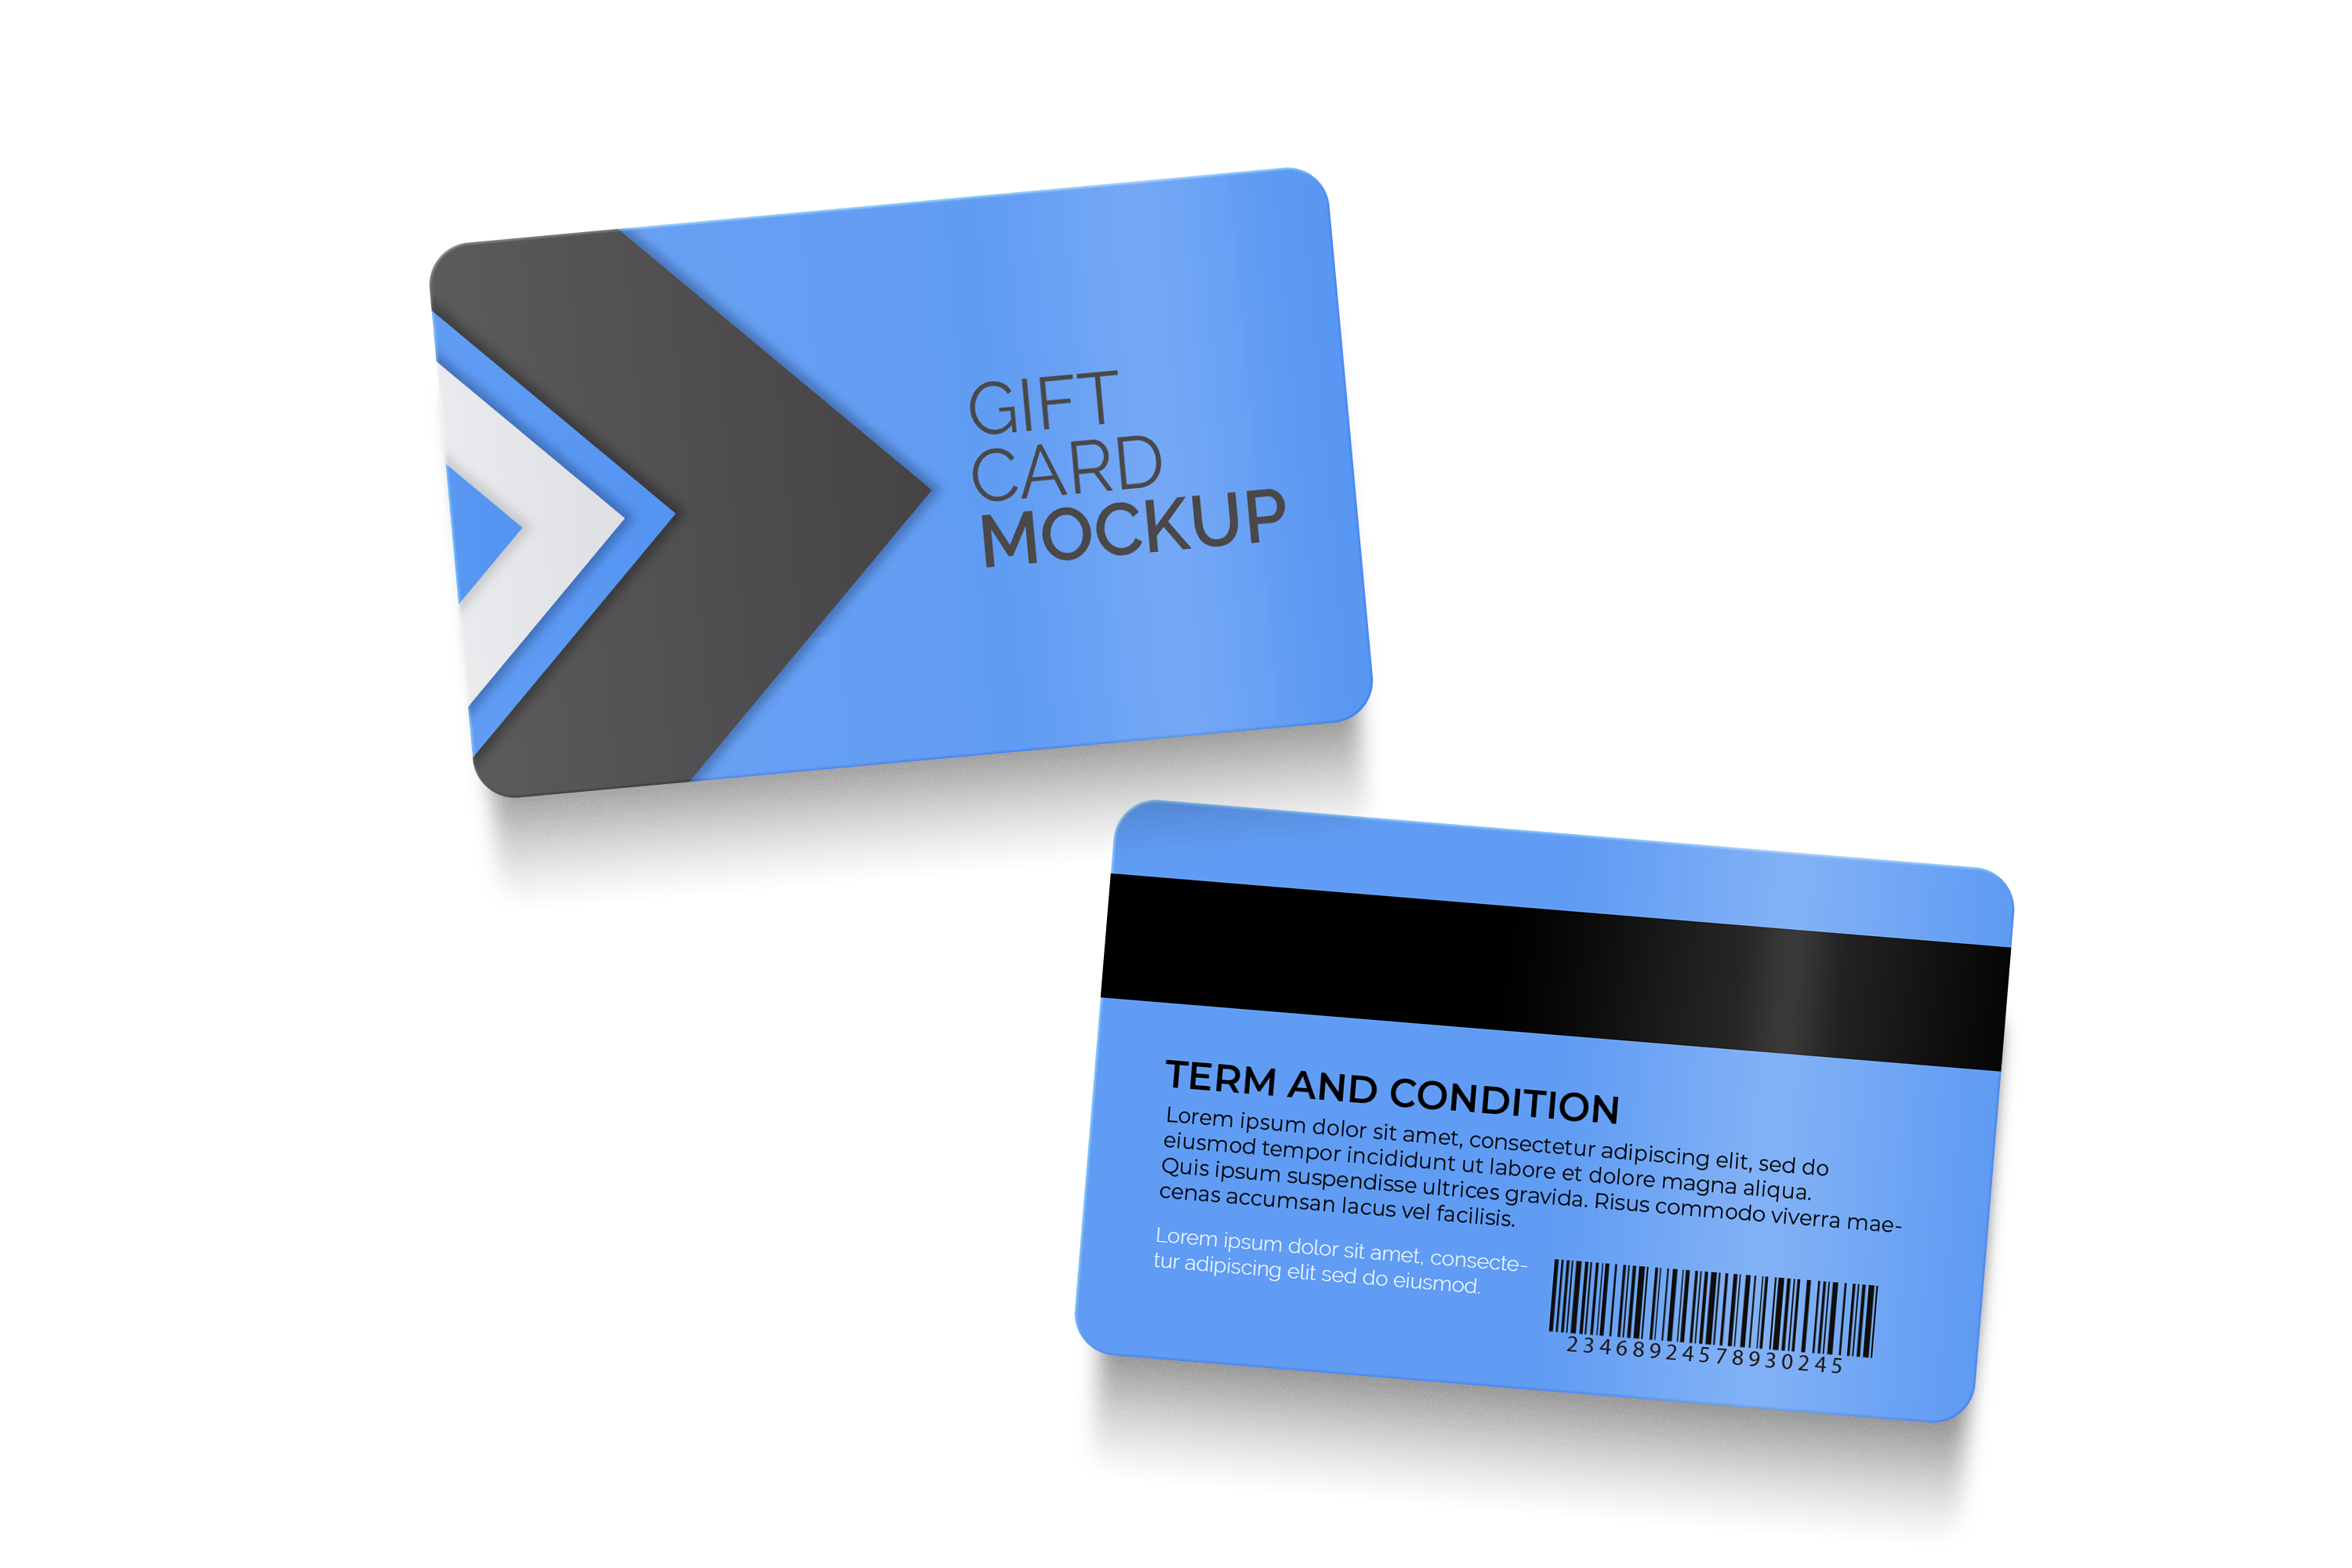 GIFT
CARD
MOCKUP
TERM AND CONDITION
Lorem ipsum dolor sit amet, consectetur adipiscing elit, sed do
eiusmod tempor incididunt ut labore et dolore magna aliqua.
Quis ipsum suspendisse ultrices gravida. Risus commodo viverra mae-
cenas accumsan lacus vel facilisis.
Lorem ipsum dolor sit amet, consecte-
tur adipiscing elit sed do eiusmod.
23468924578930245